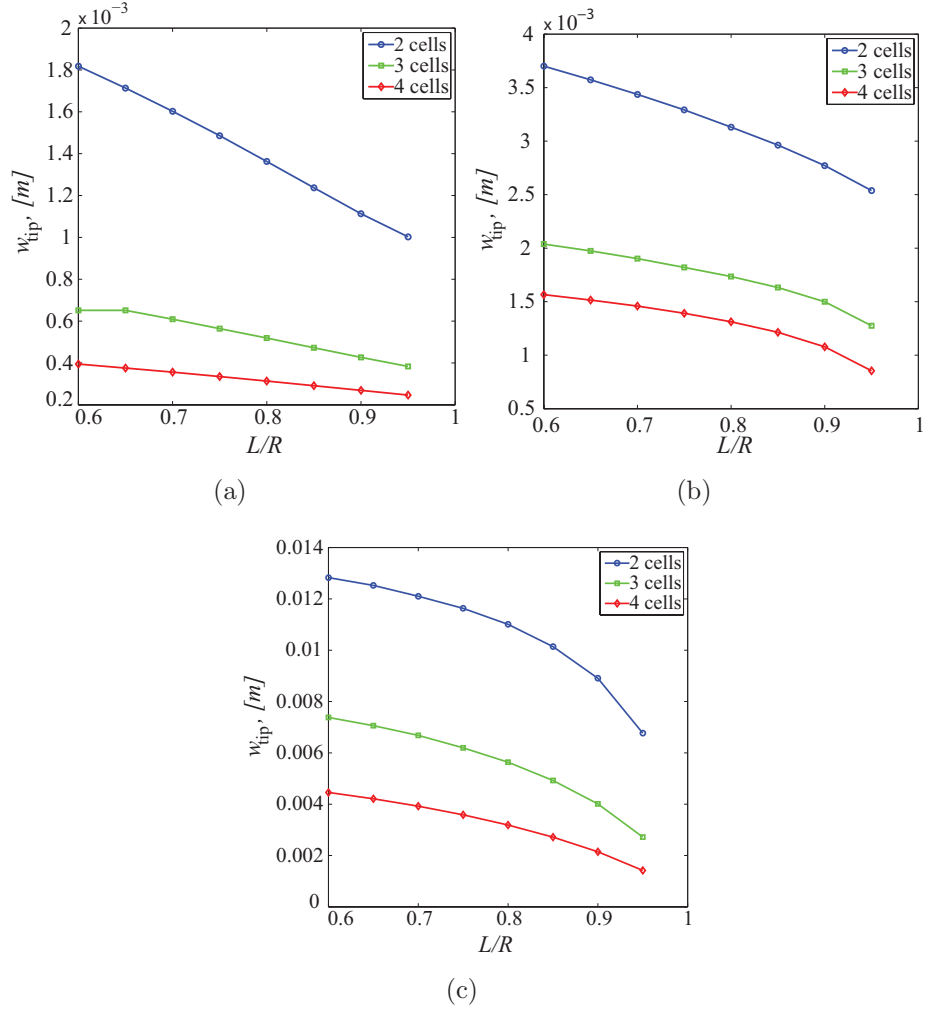 × 10⁻³
2
1.8
1.6
1.4
1.2
1
0.8
0.6
0.4
0.2
w_tip, [m]
2 cells
3 cells
4 cells
0.6 0.7 0.8 0.9 1
L/R
(a)
× 10⁻³
4
3.5
3
2.5
2
1.5
1
0.5
w_tip, [m]
2 cells
3 cells
4 cells
0.6 0.7 0.8 0.9 1
L/R
(b)
0.014
0.012
0.01
0.008
0.006
0.004
0.002
0
w_tip, [m]
2 cells
3 cells
4 cells
0.6 0.7 0.8 0.9 1
L/R
(c)